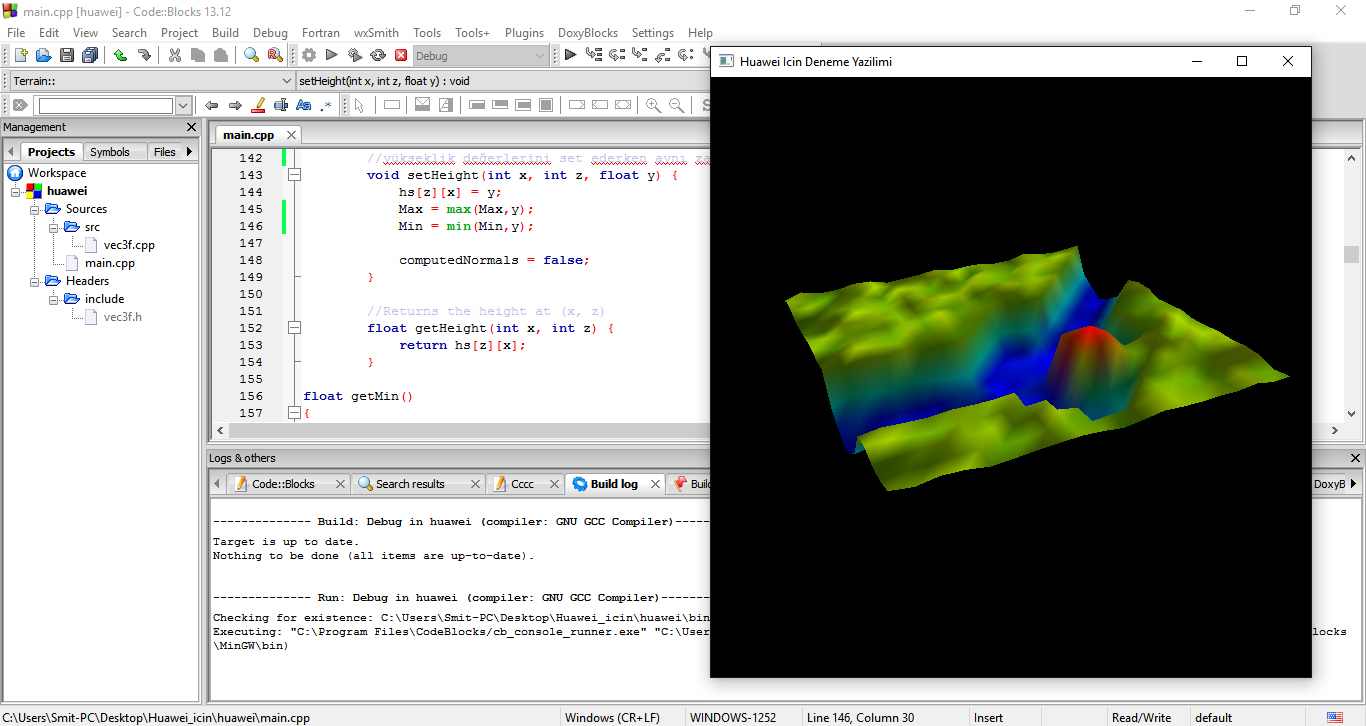 main.cpp [huawei] - Code::Blocks 13.12
File Edit View Search Project Build Debug Fortran wxSmith Tools Tools+ Plugins DoxyBlocks Settings Help
Debug
Terrain::
setHeight(int x, int z, float y) : void
Management
Projects Symbols Files
Workspace
huawei
Sources
src
vec3f.cpp
main.cpp
Headers
include
vec3f.h
main.cpp
142 //yükseklik değerlerini set ederken aynı
143 void setHeight(int x, int z, float y) {
144 hs[z][x] = y;
145 Max = max(Max,y);
146 Min = min(Min,y);
147
148 computedNormals = false;
149 }
150
151 //Returns the height at (x, z)
152 float getHeight(int x, int z) {
153 return hs[z][x];
154 }
155
156 float getMin()
157 {
Logs & others
Code::Blocks Search results Cccc Build log DoxyB
-------------- Build: Debug in huawei (compiler: GNU GCC Compiler)-----
Target is up to date.
Nothing to be done (all items are up-to-date).
-------------- Run: Debug in huawei (compiler: GNU GCC Compiler)------
Checking for existence: C:\Users\Smit-PC\Desktop\Huawei_icin\huawei\bin
Executing: "C:\Program Files\CodeBlocks/cb_console_runner.exe" "C:\User locks
\MinGW\bin)
Huawei Icin Deneme Yazilimi
C:\Users\Smit-PC\Desktop\Huawei_icin\huawei\main.cpp Windows (CR+LF) WINDOWS-1252 Line 146, Column 30 Insert Read/Write default